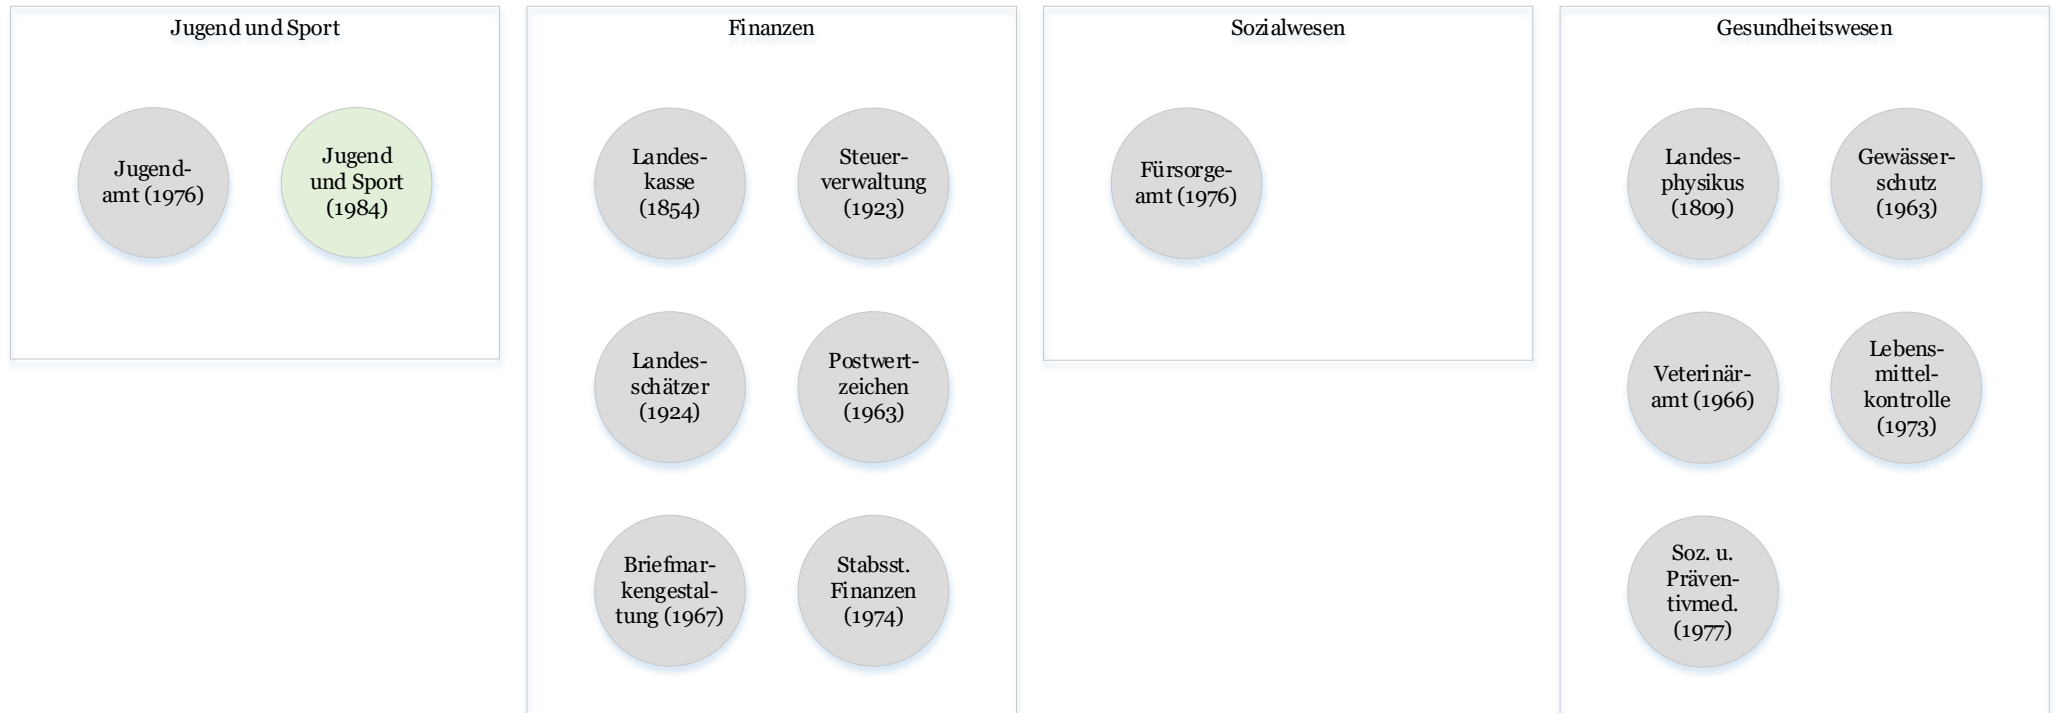 Jugend und Sport
Jugend-
amt (1976)
Jugend
und Sport
(1984)
Finanzen
Landes-
kasse
(1854)
Steuer-
verwaltung
(1923)
Landes-
schätzer
(1924)
Postwert-
zeichen
(1963)
Briefmar-
kengestal-
tung (1967)
Stabsst.
Finanzen
(1974)
Sozialwesen
Fürsorge-
amt (1976)
Gesundheitswesen
Landes-
physikus
(1809)
Gewässer-
schutz
(1963)
Veterinär-
amt (1966)
Lebens-
mittel-
kontrolle
(1973)
Soz. u.
Präven-
tivmed.
(1977)